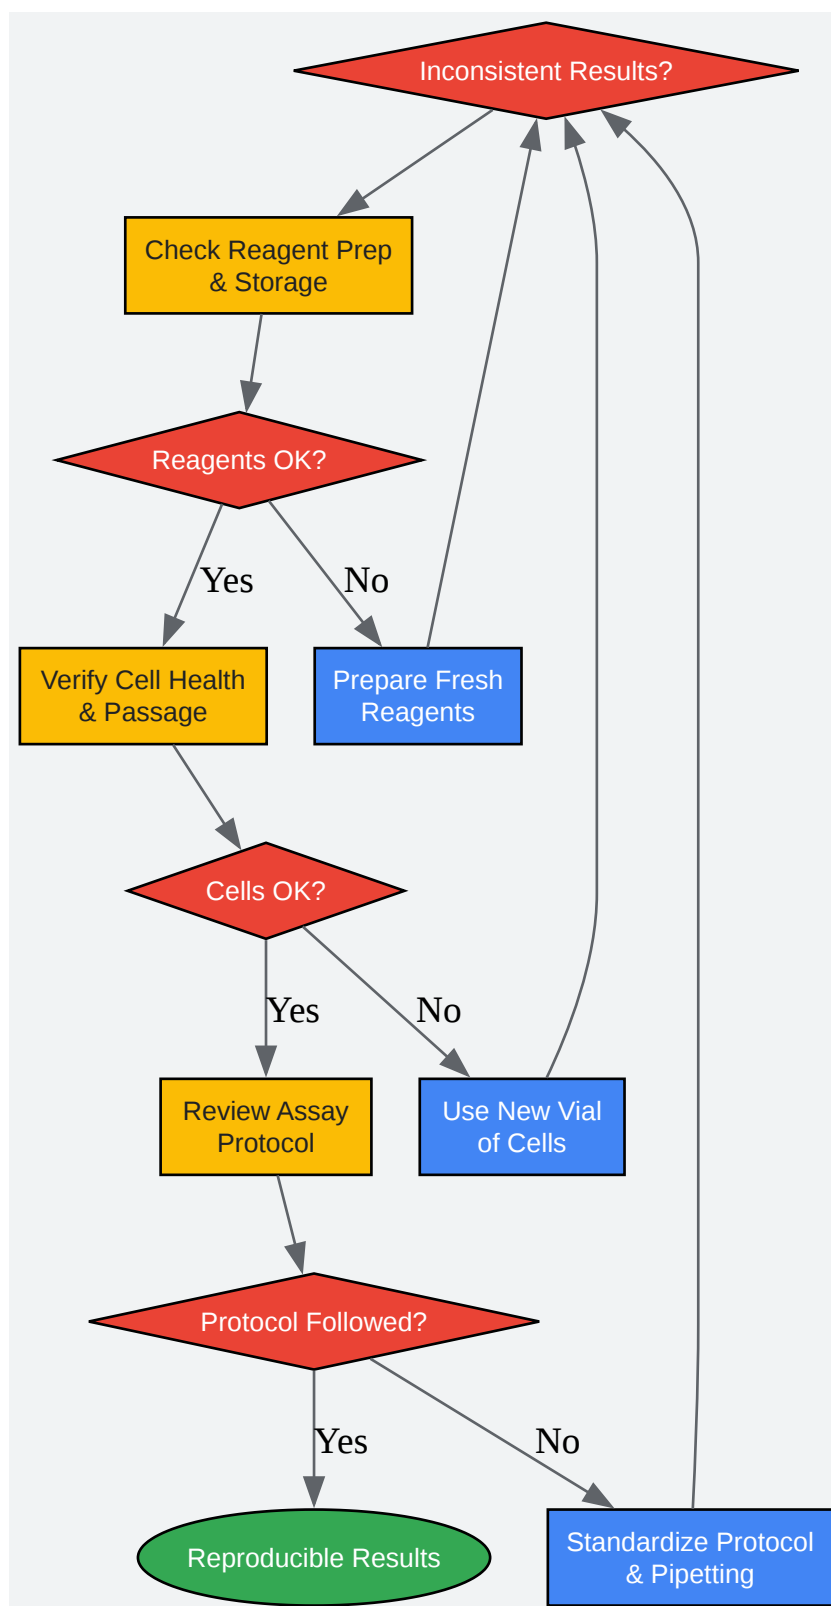 Inconsistent Results?
Check Reagent Prep
& Storage
Reagents OK?
Yes
No
Verify Cell Health
& Passage
Prepare Fresh
Reagents
Cells OK?
Yes
No
Review Assay
Protocol
Use New Vial
of Cells
Protocol Followed?
Yes
No
Reproducible Results
Standardize Protocol
& Pipetting